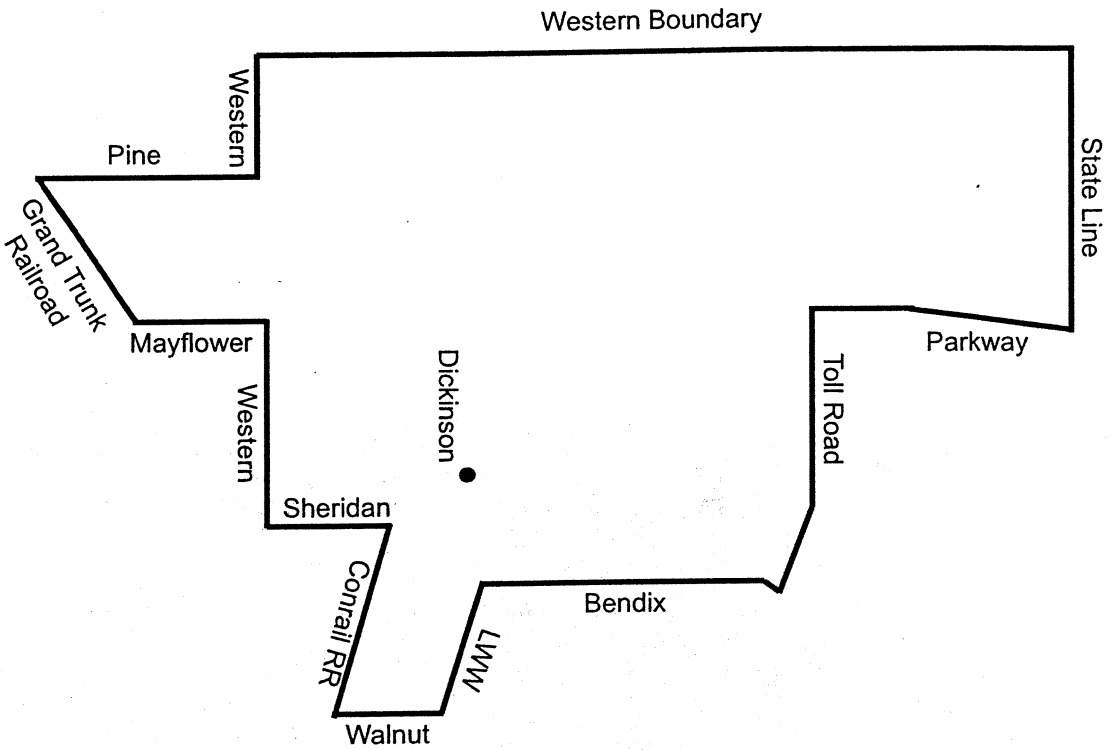 Western Boundary
Western
Pine
State Line
Grand Trunk
Railroad
Mayflower
Parkway
Dickinson
Toll Road
Western
Sheridan
Conrail RR
Bendix
LWW
Walnut